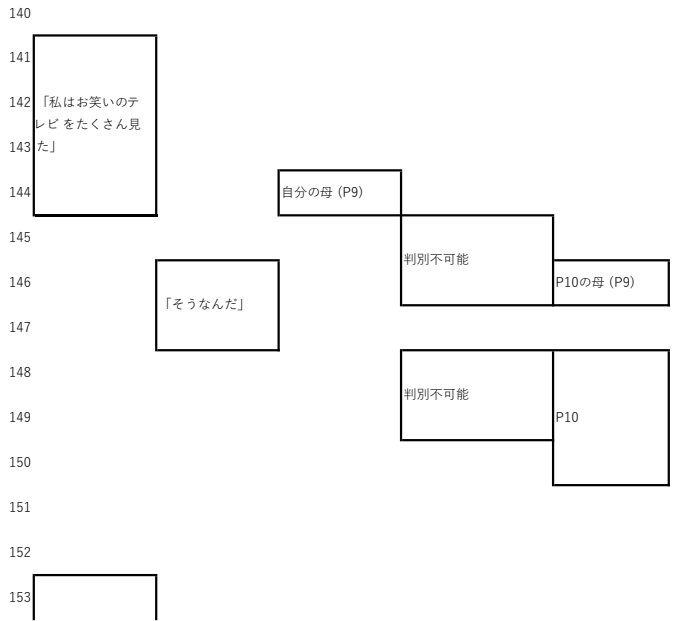 140
141
142
「私はお笑いのテ
レビ をたくさん見
143
た」
144
自分の母 (P9)
145
判別不可能
146
P10の母 (P9)
「そうなんだ」
147
148
判別不可能
149
P10
150
151
152
153